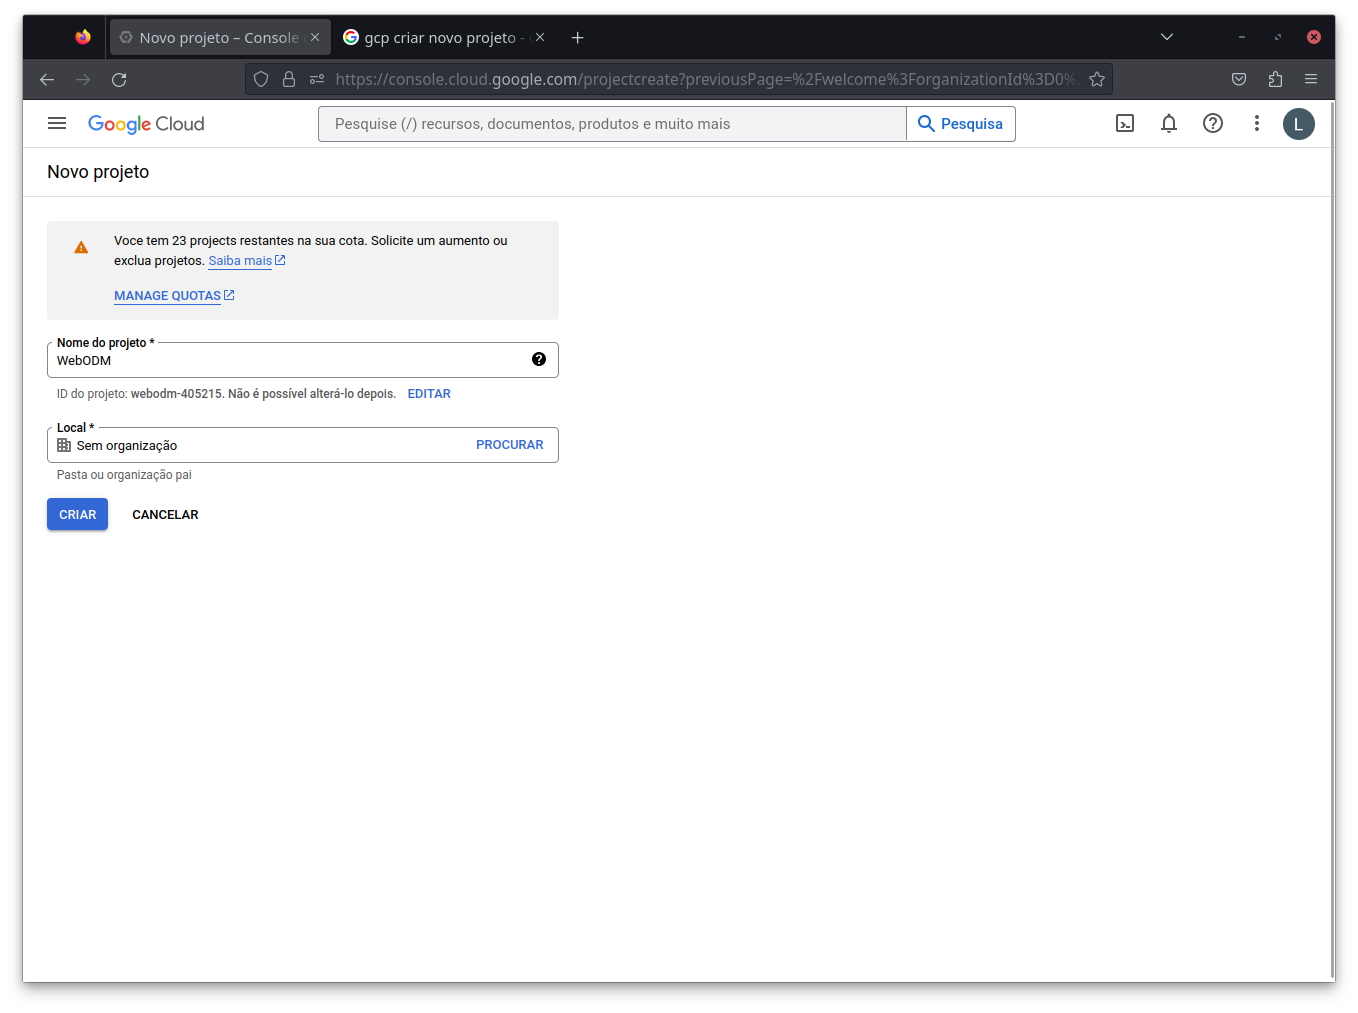 Novo projeto – Console
gcp criar novo projeto -
https://console.cloud.google.com/projectcreate?previousPage=%2Fwelcome%3ForganizationId%3D0%
Google Cloud
Pesquise (/) recursos, documentos, produtos e muito mais
Pesquisa
L
Novo projeto
Voce tem 23 projects restantes na sua cota. Solicite um aumento ou
exclua projetos. Saiba mais
MANAGE QUOTAS
Nome do projeto *
WebODM
ID do projeto: webodm-405215. Não é possível alterá-lo depois. EDITAR
Local *
Sem organização PROCURAR
Pasta ou organização pai
CRIAR CANCELAR